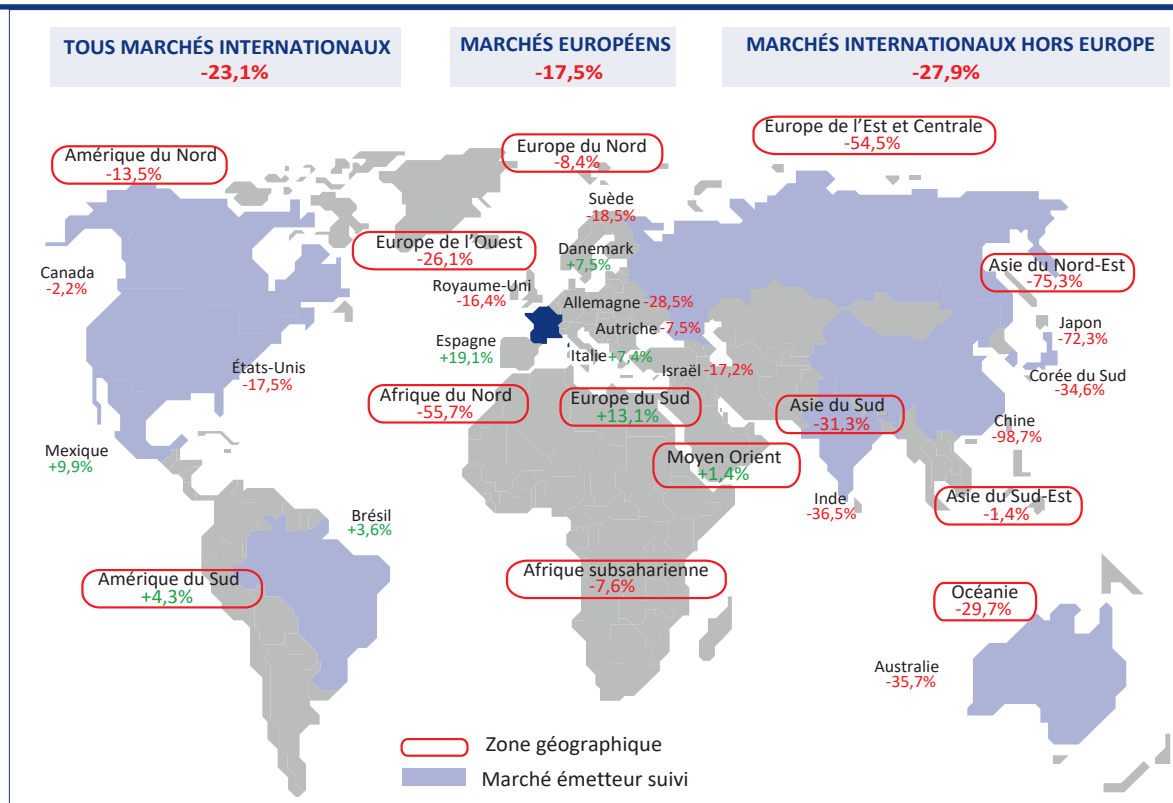 TOUS MARCHÉS INTERNATIONAUX
-23,1%
MARCHÉS EUROPÉENS
-17,5%
MARCHÉS INTERNATIONAUX HORS EUROPE
-27,9%
Amérique du Nord
-13,5%
Europe du Nord
-8,4%
Europe de l'Est et Centrale
-54,5%
Suède
-18,5%
Europe de l'Ouest
-26,1%
Danemark
+7,5%
Asie du Nord-Est
-75,3%
Canada
-2,2%
Royaume-Uni
-16,4%
Allemagne -28,5%
Autriche -7,5%
Japon
-72,3%
Espagne
+19,1%
Italie +7,4%
Israël -17,2%
États-Unis
-17,5%
Corée du Sud
-34,6%
Afrique du Nord
-55,7%
Europe du Sud
+13,1%
Asie du Sud
-31,3%
Chine
-98,7%
Mexique
+9,9%
Moyen Orient
+1,4%
Inde
-36,5%
Asie du Sud-Est
-1,4%
Brésil
+3,6%
Amérique du Sud
+4,3%
Afrique subsaharienne
-7,6%
Océanie
-29,7%
Australie
-35,7%
Zone géographique
Marché émetteur suivi